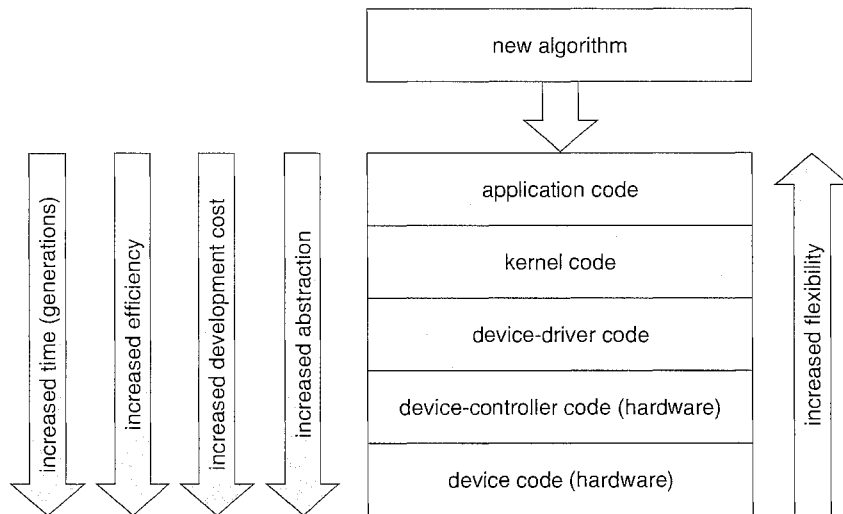 new algorithm
increased time (generations)
increased efficiency
increased development cost
increased abstraction
application code
kernel code
device-driver code
device-controller code (hardware)
device code (hardware)
increased flexibility